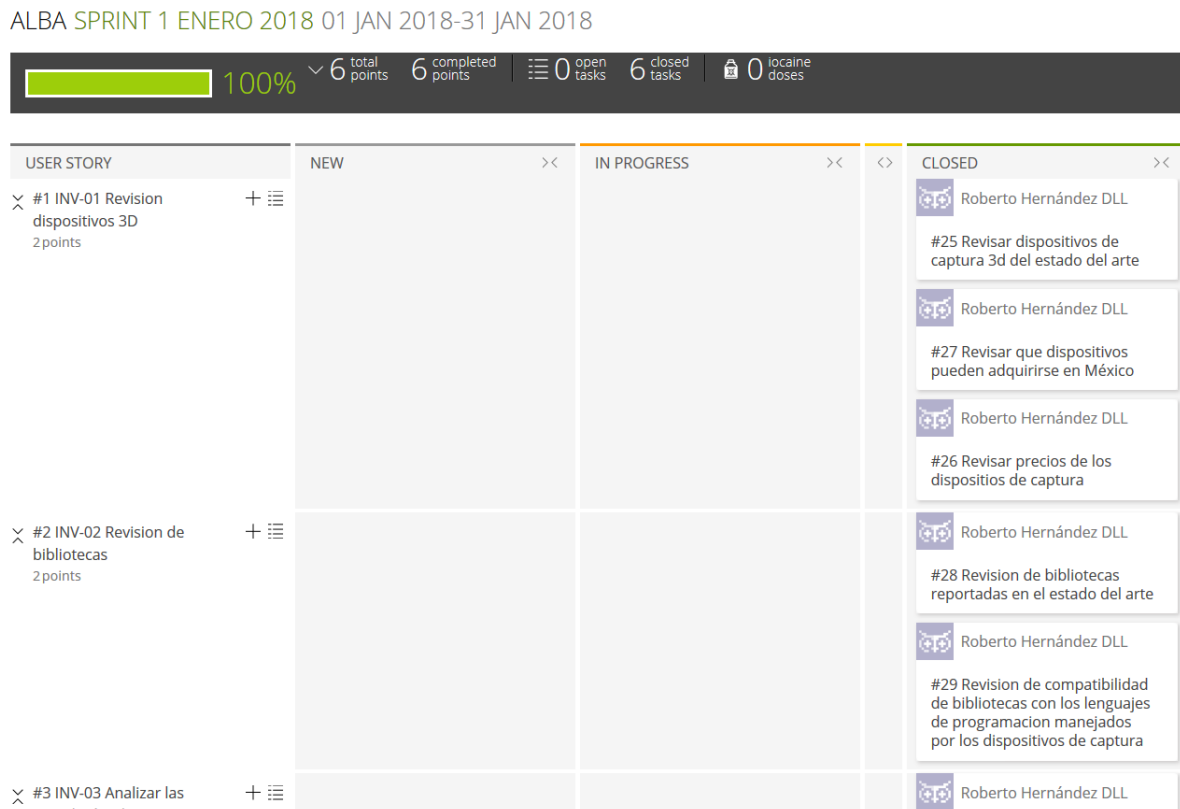 ALBA SPRINT 1 ENERO 2018 01 JAN 2018-31 JAN 2018
100%
6 total points
6 completed points
0 open tasks
6 closed tasks
0 iocaine doses
USER STORY
NEW
IN PROGRESS
CLOSED
#1 INV-01 Revision
dispositivos 3D
2 points
Roberto Hernández DLL
#25 Revisar dispositivos de
captura 3d del estado del arte
Roberto Hernández DLL
#27 Revisar que dispositivos
pueden adquirirse en México
Roberto Hernández DLL
#26 Revisar precios de los
dispositios de captura
#2 INV-02 Revision de
bibliotecas
2 points
Roberto Hernández DLL
#28 Revision de bibliotecas
reportadas en el estado del arte
Roberto Hernández DLL
#29 Revision de compatibilidad
de bibliotecas con los lenguajes
de programacion manejados
por los dispositivos de captura
#3 INV-03 Analizar las
Roberto Hernández DLL